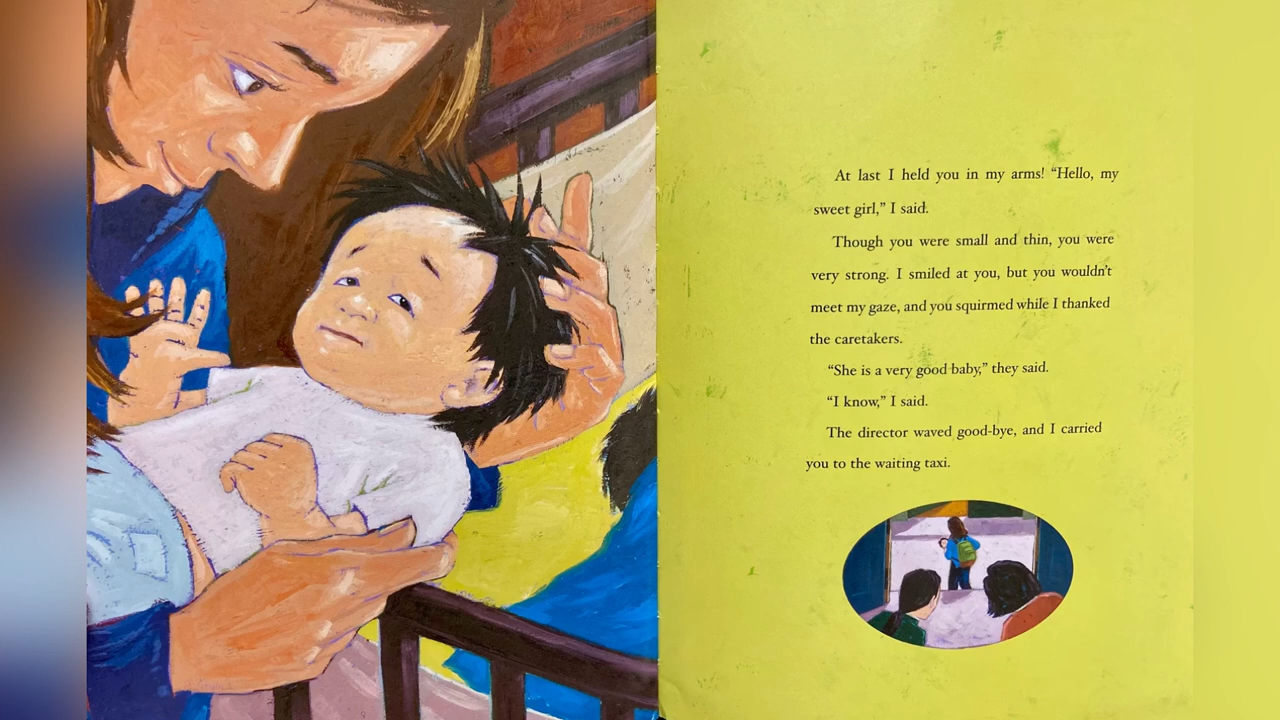 At last I held you in my arms! “Hello, my
sweet girl,” I said.
Though you were small and thin, you were
very strong. I smiled at you, but you wouldn’t
meet my gaze, and you squirmed while I thanked
the caretakers.
“She is a very good baby,” they said.
“I know,” I said.
The director waved good-bye, and I carried
you to the waiting taxi.